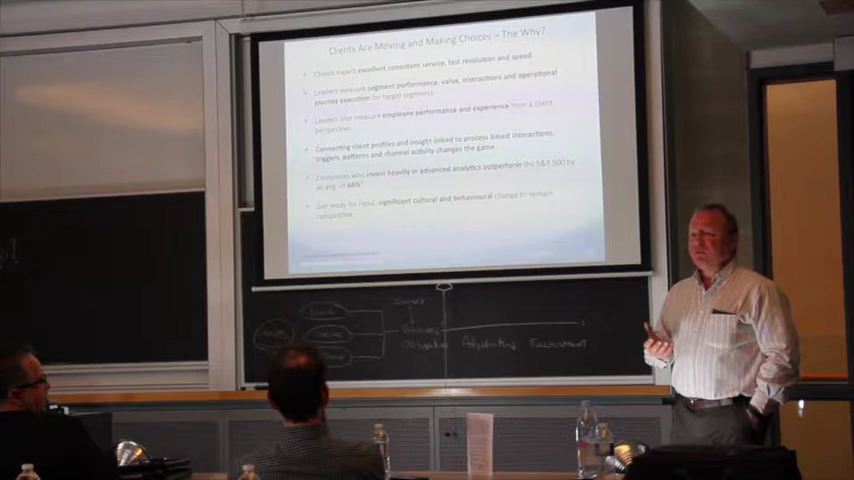 Clients Are Moving and Making Choices – The Why?
• Clients expect excellent consistent service, fast resolution and speed
• Leaders measure segment performance, value, interactions and operational
journey execution for target segments
• Leaders also measure employee performance and experience from a client
perspective
• Connecting client profiles and insight linked to process based interactions,
triggers, patterns and channel activity changes the game
• Companies who invest heavily in advanced analytics outperform the S&P 500 by
an avg. of 64%
• Get ready for rapid, significant cultural and behavioural change to remain
competitive